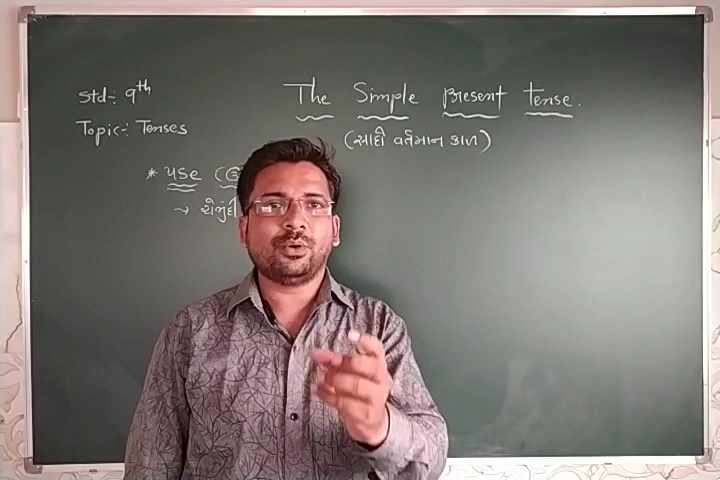 Std:- 9th
The Simple Present Tense.
Topic:- Tenses
(સાદો વર્તમાન કાળ)
* use (
→